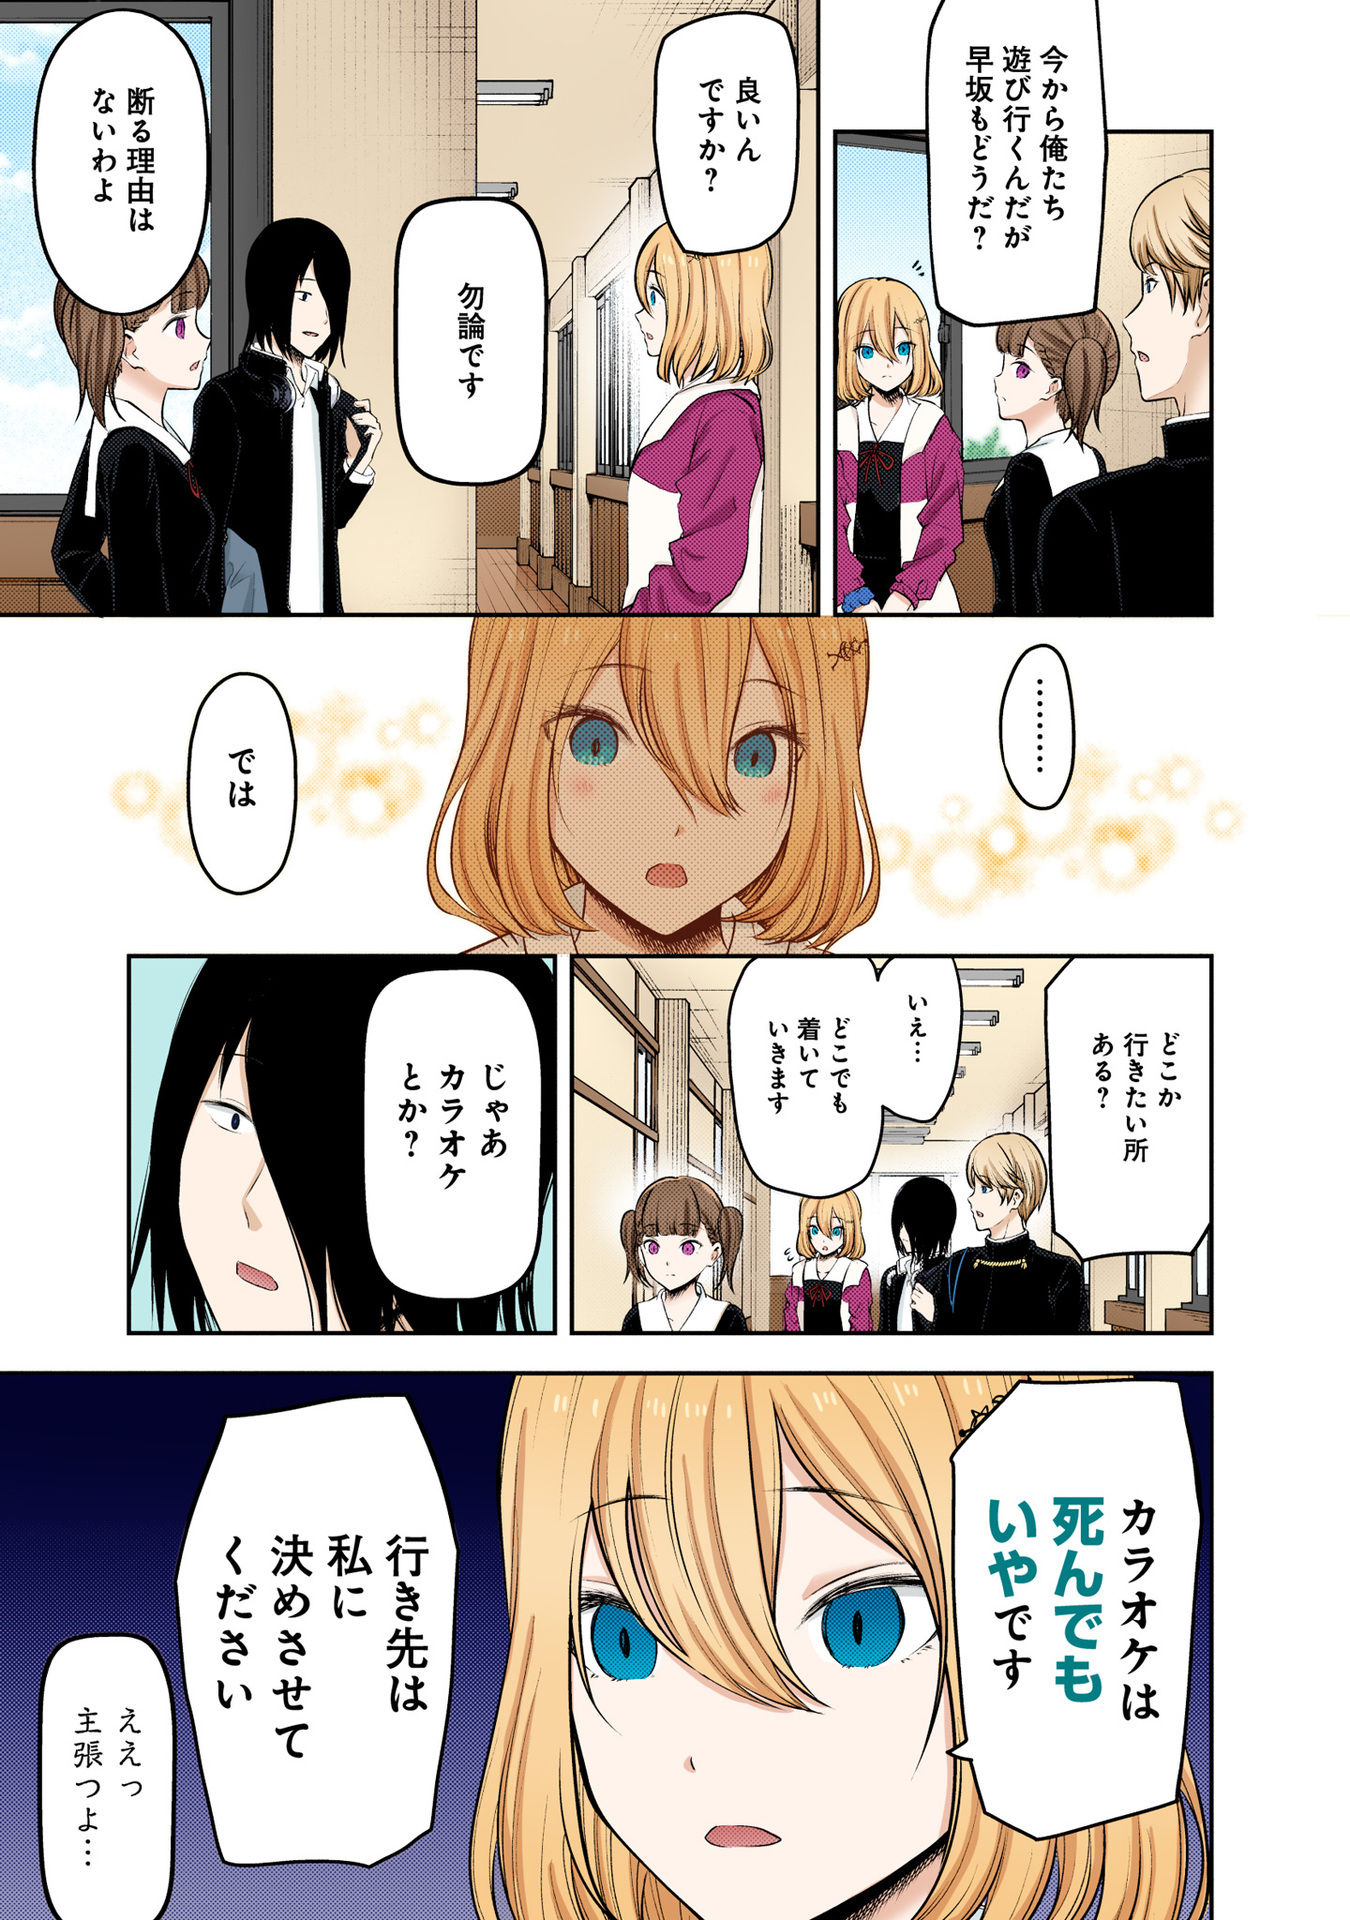 今から俺たち
遊び行くんだが
早坂もどうだ？
良いん
ですか？
勿論です
断る理由は
ないわよ
………
では
どこか
行きたい所
ある？
いえ…
どこでも
着いて
いきます
じゃあ
カラオケ
とか？
カラオケは
死んでも
いやです
行き先は
私に
決めさせて
ください
ええっ
主張つよ…